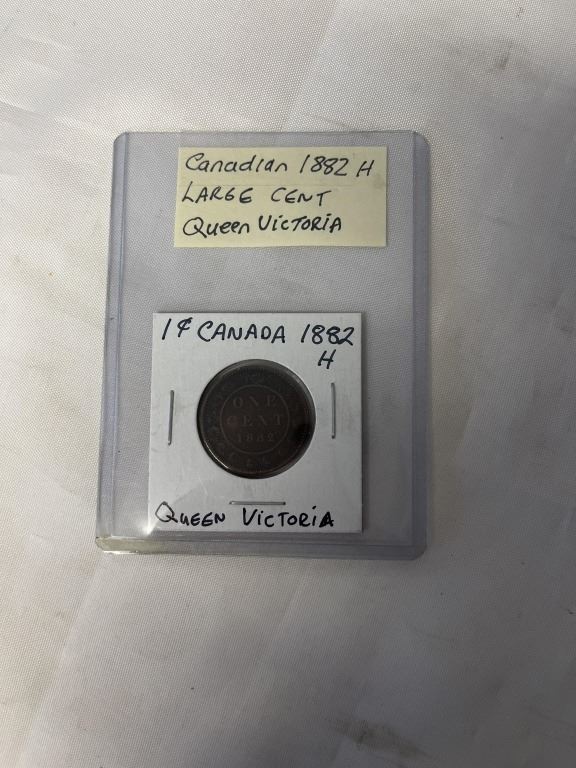 Canadian 1882 H
LARGE CENT
Queen VICTORIA
1¢ CANADA 1882
H
ONE
CENT
1882
QUEEN VICTORIA